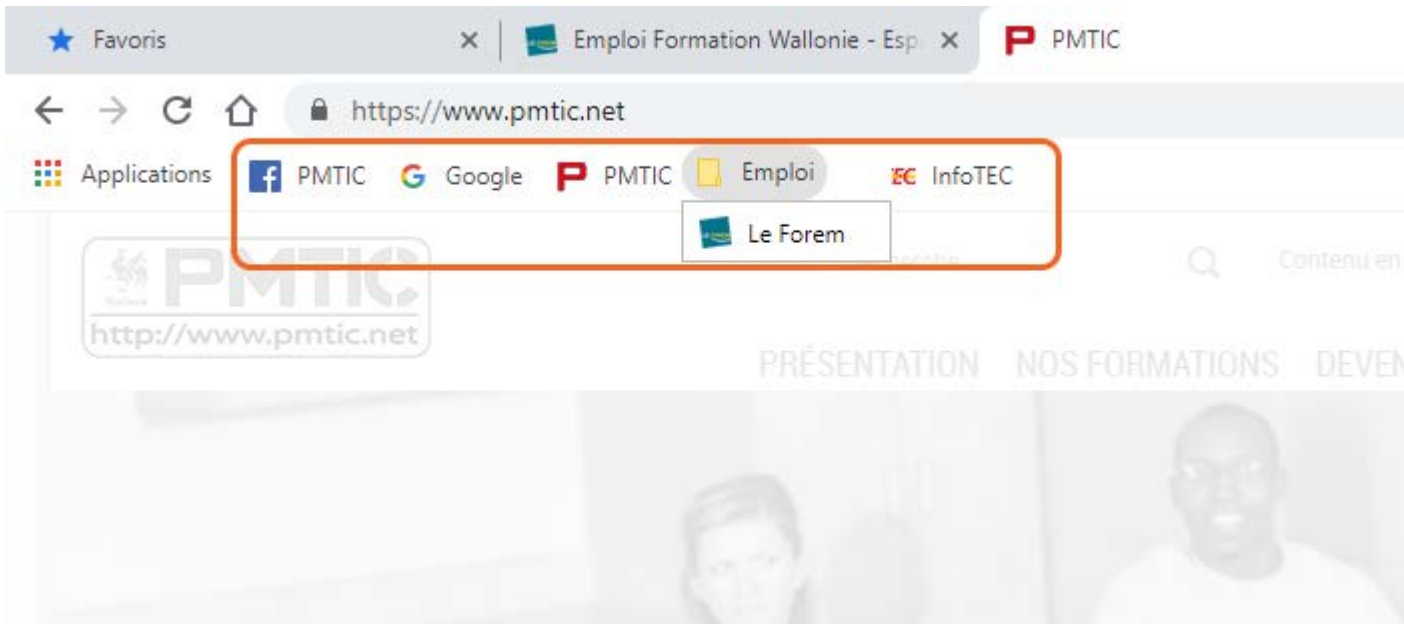 Favoris
Emploi Formation Wallonie - Esp
PMTIC
https://www.pmtic.net
Applications
PMTIC
Google
PMTIC
Emploi
InfoTEC
Le Forem
PMTIC
http://www.pmtic.net
Contenu en
PRÉSENTATION NOS FORMATIONS DEVEN